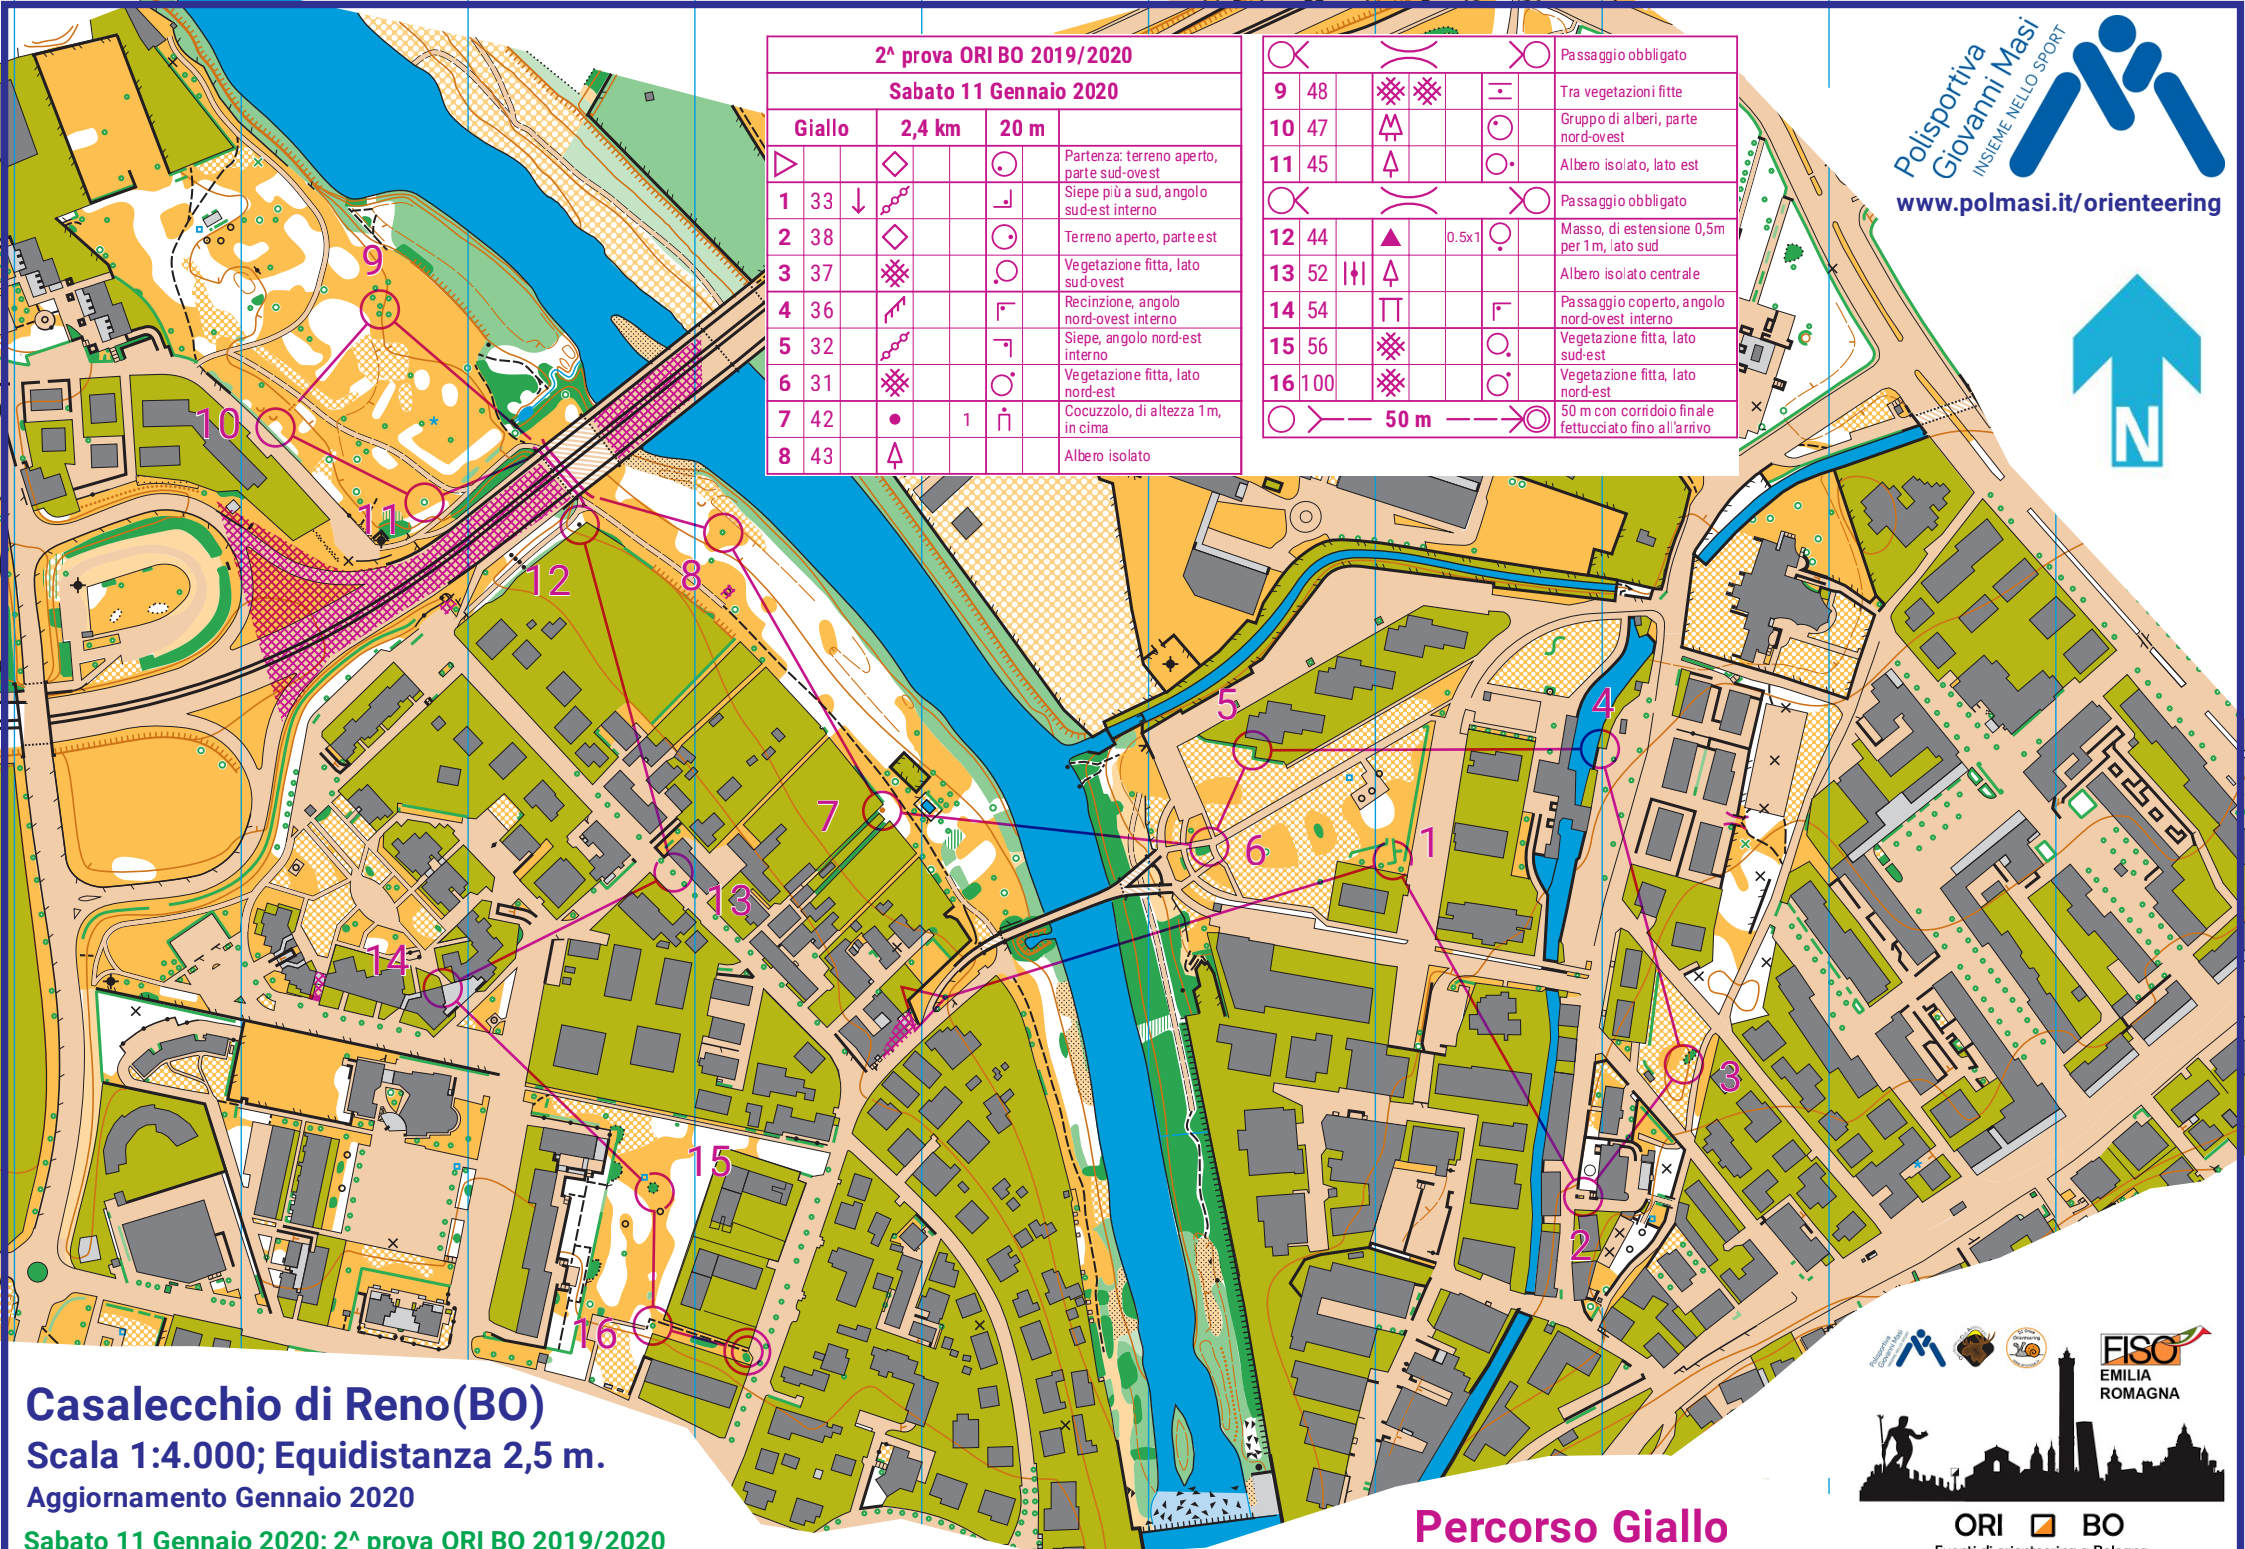 2^ prova ORI BO 2019/2020
Sabato 11 Gennaio 2020
Giallo 2,4 km 20 m
Partenza: terreno aperto, parte sud-ovest
1 33 Siepe più a sud, angolo sud-est interno
2 38 Terreno aperto, parte est
3 37 Vegetazione fitta, lato sud-ovest
4 36 Recinzione, angolo nord-ovest interno
5 32 Siepe, angolo nord-est interno
6 31 Vegetazione fitta, lato nord-est
7 42 1 Cocuzzolo, di altezza 1m, in cima
8 43 Albero isolato
Passaggio obbligato
9 48 Tra vegetazioni fitte
10 47 Gruppo di alberi, parte nord-ovest
11 45 Albero isolato, lato est
Passaggio obbligato
12 44 0.5x1 Masso, di estensione 0,5m per 1m, lato sud
13 52 Albero isolato centrale
14 54 Passaggio coperto, angolo nord-ovest interno
15 56 Vegetazione fitta, lato sud-est
16 100 Vegetazione fitta, lato nord-est
50 m 50 m con corridoio finale fettucciato fino all'arrivo
Polisportiva
Giovanni Masi
INSIEME NELLO SPORT
www.polmasi.it/orienteering
N
9
10
11
12
8
5
4
7
6
1
13
14
3
15
2
16
Casalecchio di Reno(BO)
Scala 1:4.000; Equidistanza 2,5 m.
Aggiornamento Gennaio 2020
Sabato 11 Gennaio 2020: 2^ prova ORI BO 2019/2020
Percorso Giallo
FISO
EMILIA
ROMAGNA
ORI BO
Eventi di orienteering a Bologna